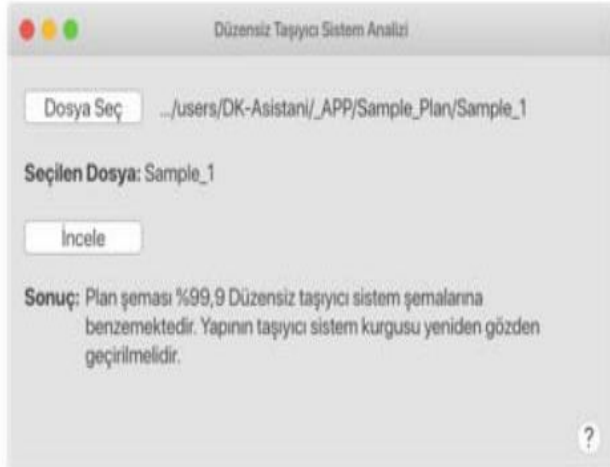 Düzensiz Taşıyıcı Sistem Analizi
Dosya Seç .../users/DK-Asistani/_APP/Sample_Plan/Sample_1
Seçilen Dosya: Sample_1
İncele
Sonuç: Plan şeması %99,9 Düzensiz taşıyıcı sistem şemalarına
benzemektedir. Yapının taşıyıcı sistem kurgusu yeniden gözden
geçirilmelidir.
?